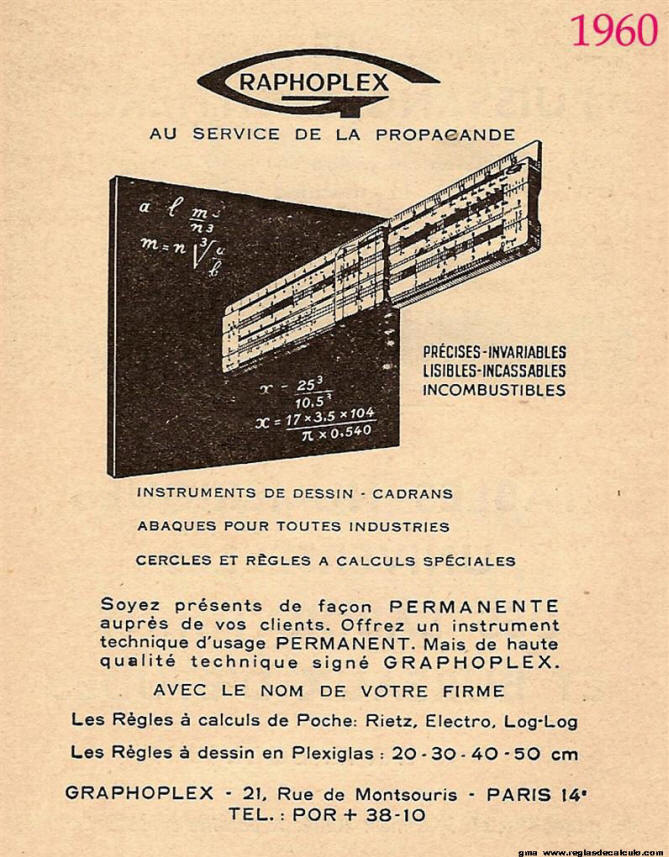 1960
GRAPHOPLEX
AU SERVICE DE LA PROPAGANDE
a l m³/n³
m = n ³√a/b
PRÉCISES-INVARIABLES
LISIBLES-INCASSABLES
INCOMBUSTIBLES
x = 25³/10.5³
x = 17 × 3,5 × 104/π × 0.540
INSTRUMENTS DE DESSIN - CADRANS
ABAQUES POUR TOUTES INDUSTRIES
CERCLES ET RÈGLES A CALCULS SPÉCIALES
Soyez présents de façon PERMANENTE
auprès de vos clients. Offrez un instrument
technique d'usage PERMANENT. Mais de haute
qualité technique signé GRAPHOPLEX.
AVEC LE NOM DE VOTRE FIRME
Les Règles à calculs de Poche: Rietz, Electro, Log-Log
Les Règles à dessin en Plexiglas : 20-30-40-50 cm
GRAPHOPLEX - 21, Rue de Montsouris - PARIS 14e
TEL. : POR + 38-10
gma www.reglasdecalculo.com